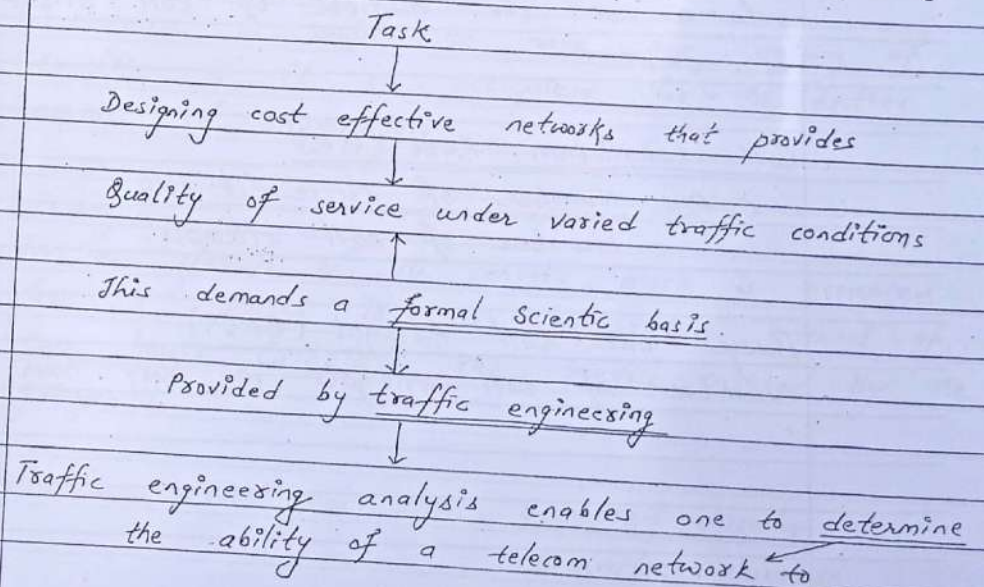 Task
Designing cost effective networks that provides
Quality of service under varied traffic conditions
This demands a formal scientic basis.
Provided by traffic engineering
Traffic engineering analysis enables one to determine
the ability of a telecom network to